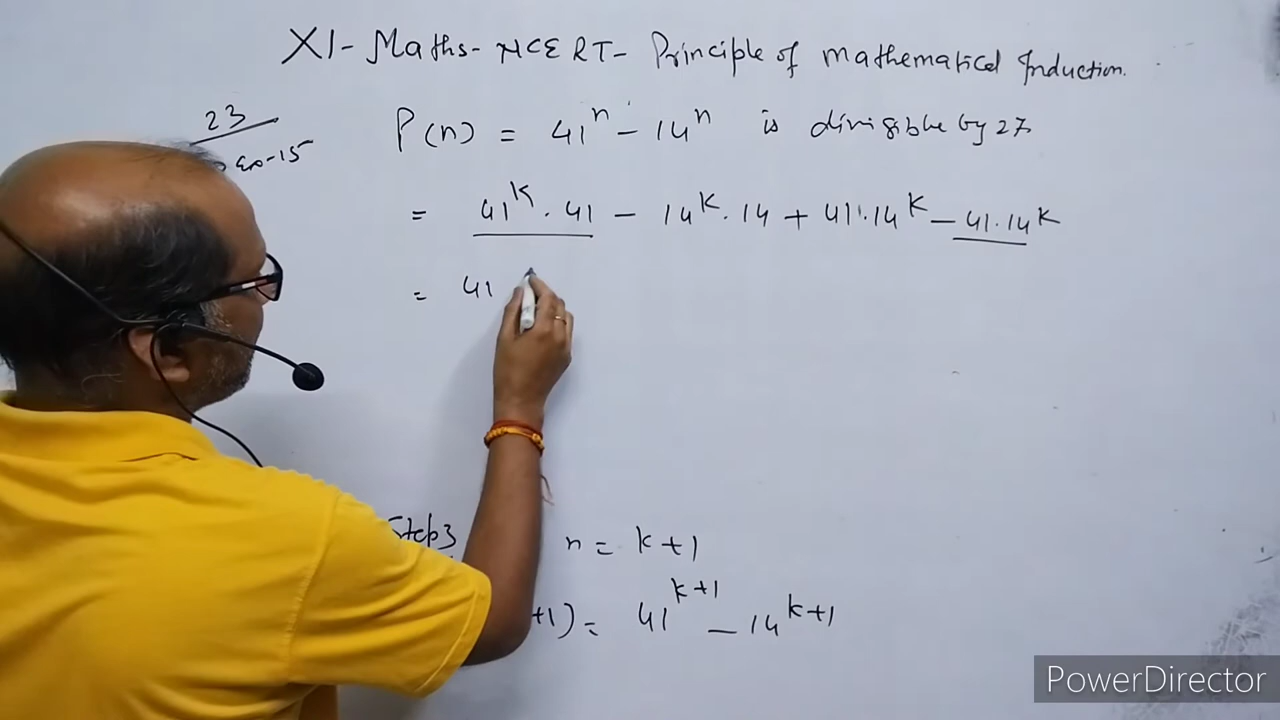 XI - Maths - NCERT - Principle of mathematical Induction.
23
Ex-15
P(n) = 41ⁿ - 14ⁿ is divisible by 27
= 41ᵏ · 41 - 14ᵏ · 14 + 41 · 14ᵏ - 41 · 14ᵏ
= 41
Step3 n = k+1
+1) = 41ᵏ⁺¹ - 14ᵏ⁺¹
PowerDirector